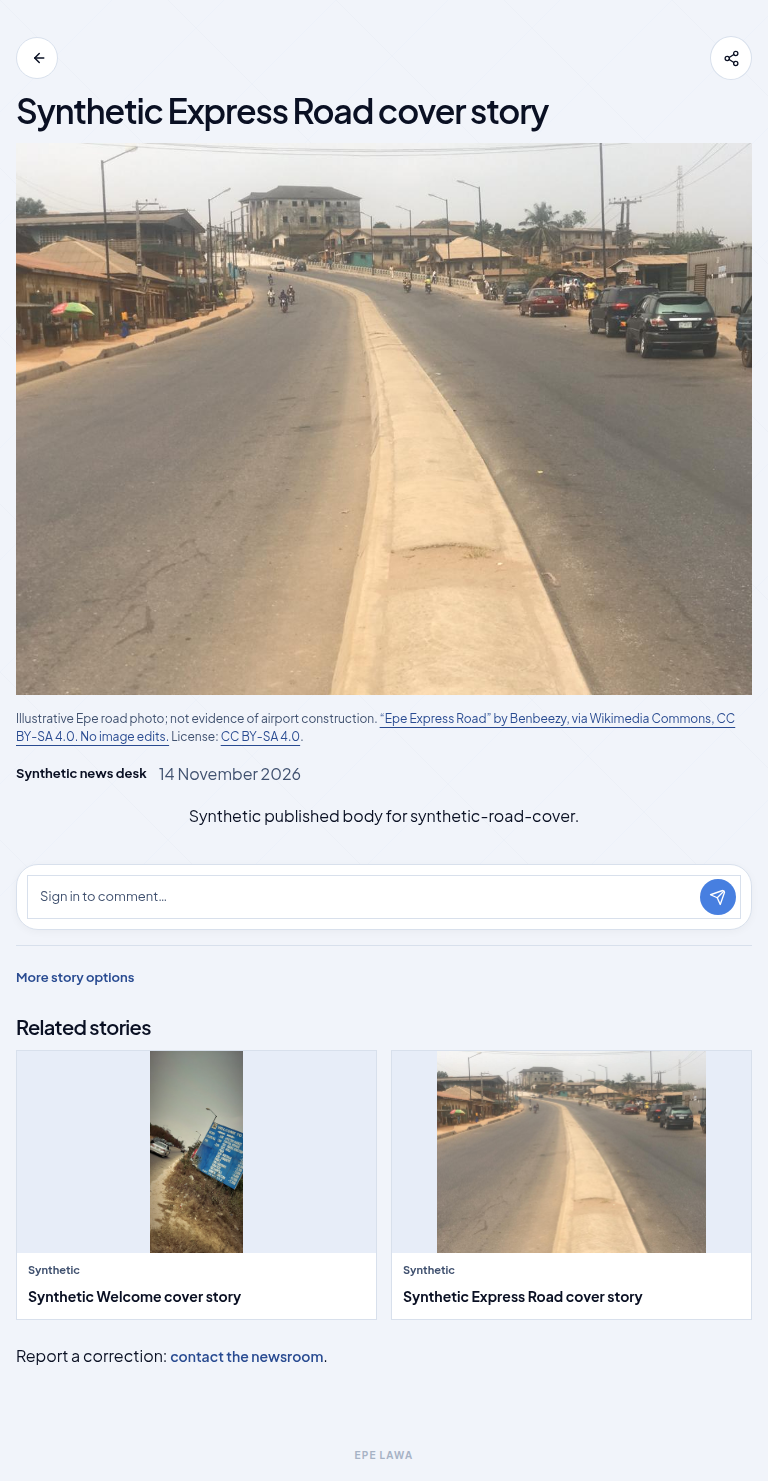 Synthetic Express Road cover story
Illustrative Epe road photo; not evidence of airport construction. “Epe Express Road” by Benbeezy, via Wikimedia Commons, CC
BY-SA 4.0. No image edits. License: CC BY-SA 4.0.
Synthetic news desk 14 November 2026
Synthetic published body for synthetic-road-cover.
Sign in to comment...
More story options
Related stories
Synthetic
Synthetic Welcome cover story
Synthetic
Synthetic Express Road cover story
Report a correction: contact the newsroom.
EPE LAWA